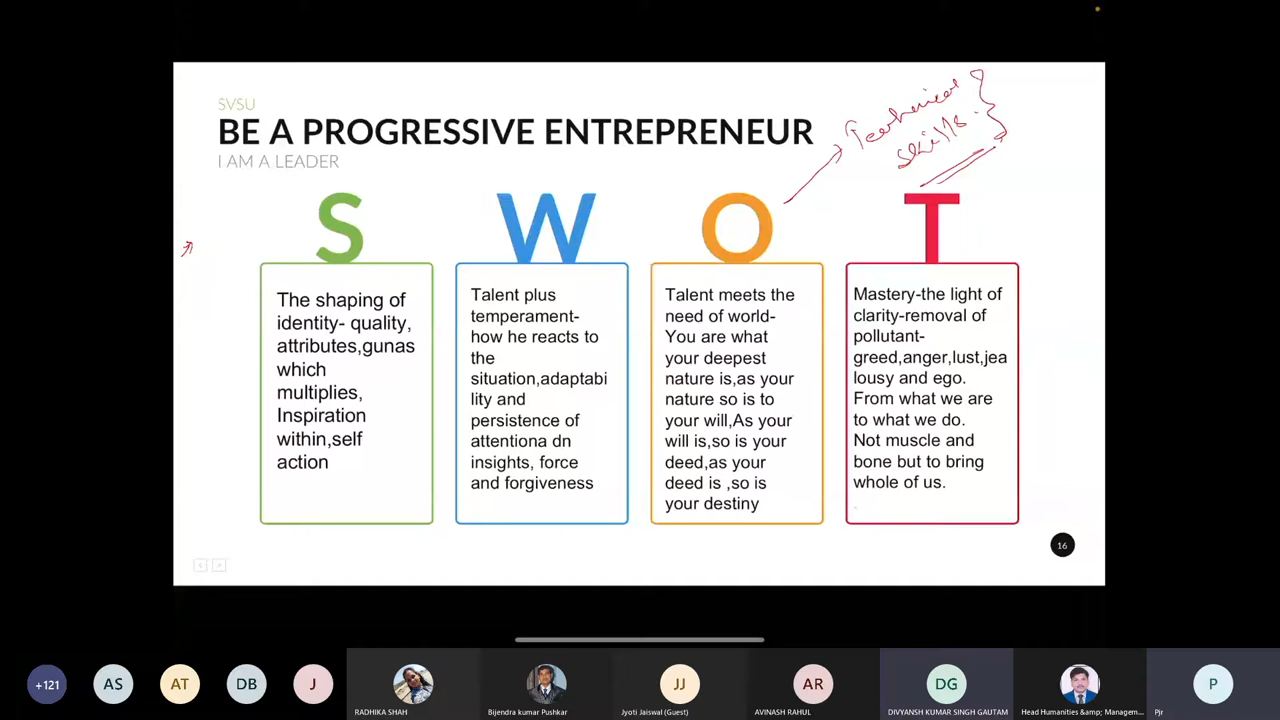 SVSU
BE A PROGRESSIVE ENTREPRENEUR
I AM A LEADER
Technical
Skills
S
The shaping of
identity- quality,
attributes,gunas
which
multiplies,
Inspiration
within,self
action
W
Talent plus
temperament-
how he reacts to
the
situation,adaptabi
lity and
persistence of
attentiona dn
insights, force
and forgiveness
O
Talent meets the
need of world-
You are what
your deepest
nature is,as your
nature so is to
your will,As your
will is,so is your
deed,as your
deed is ,so is
your destiny
T
Mastery-the light of
clarity-removal of
pollutant-
greed,anger,lust,jea
lousy and ego.
From what we are
to what we do.
Not muscle and
bone but to bring
whole of us.
16
+121
AS
AT
DB
J
RADHIKA SHAH
Bijendra kumar Pushkar
JJ
Jyoti Jaiswal (Guest)
AR
AVINASH RAHUL
DG
DIVYANSH KUMAR SINGH GAUTAM
Head Humanities &amp; Managem...
P
Pjr